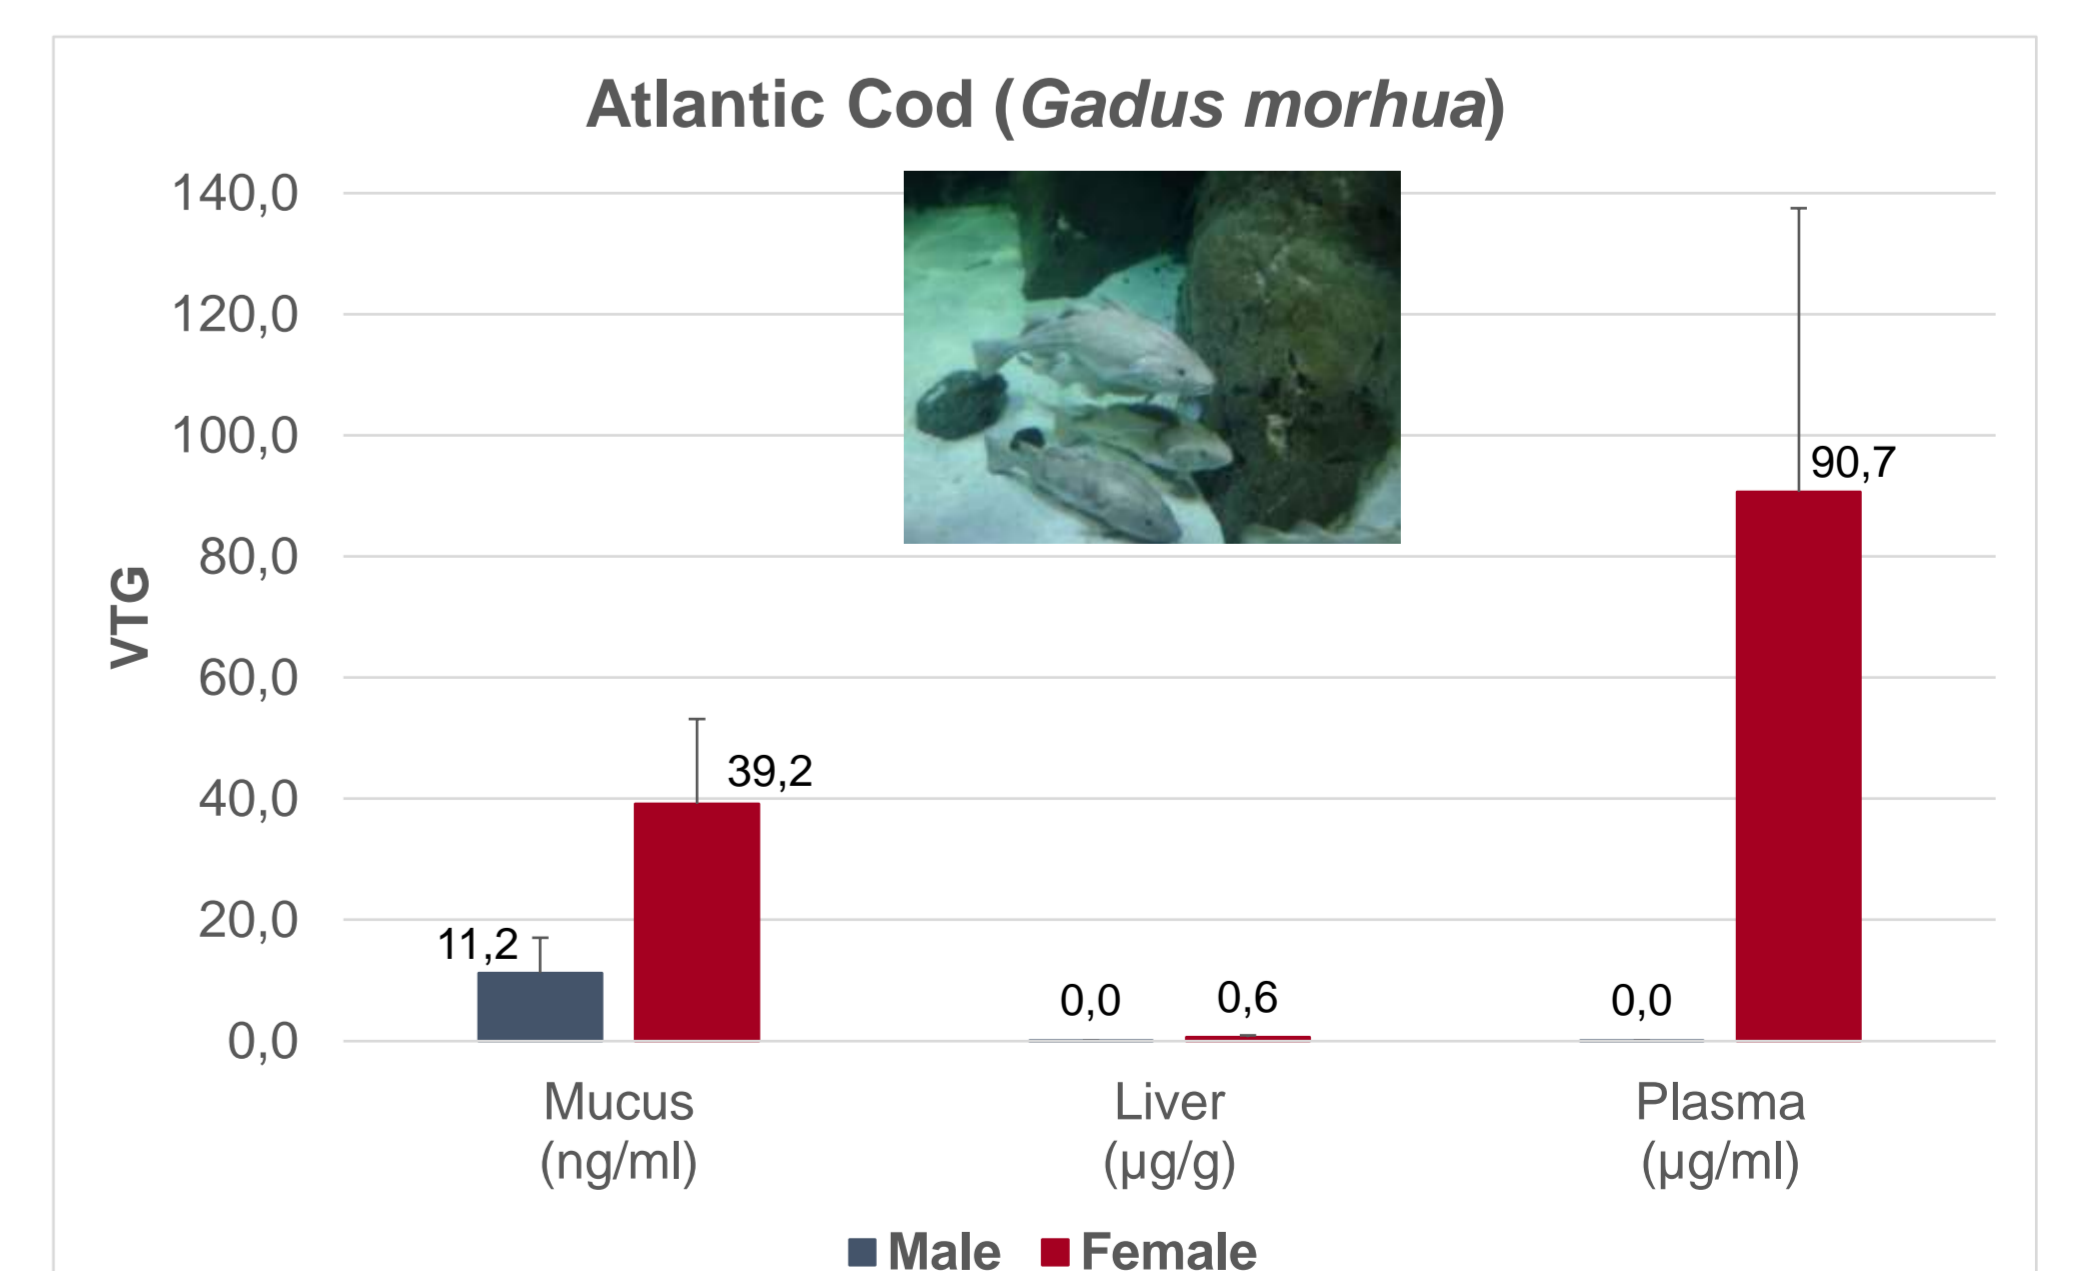 Atlantic Cod (Gadus morhua)
140,0
120,0
100,0
80,0
60,0
40,0
20,0
0,0
VTG
11,2
39,2
0,0
0,6
0,0
90,7
Mucus
(ng/ml)
Liver
(µg/g)
Plasma
(µg/ml)
Male Female